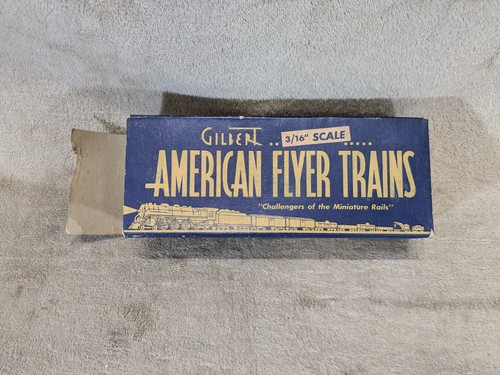 GILBERT .. 3/16" SCALE .....
AMERICAN FLYER TRAINS
"Challengers of the Miniature Rails"